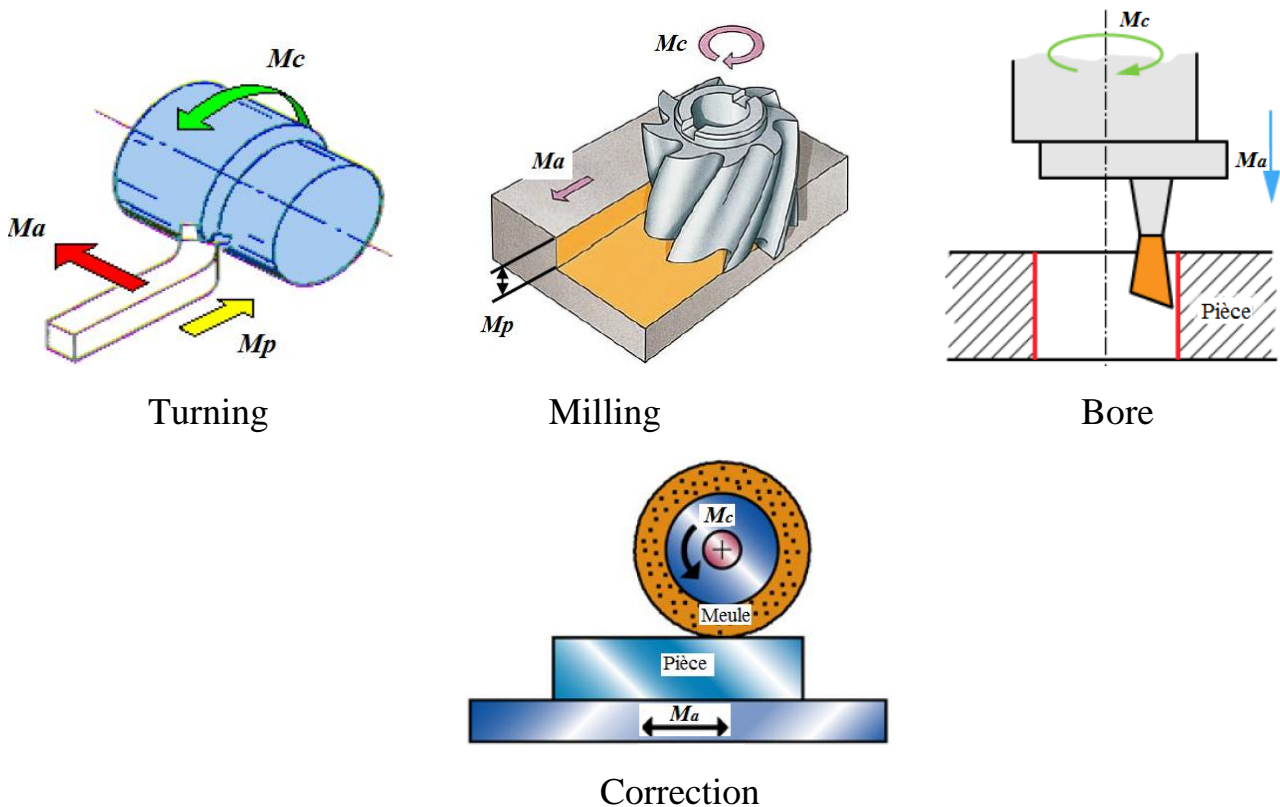 Mc
Ma
Mp
Turning
Mc
Ma
Mp
Milling
Mc
Ma
Pièce
Bore
Mc
Meule
Pièce
Ma
Correction